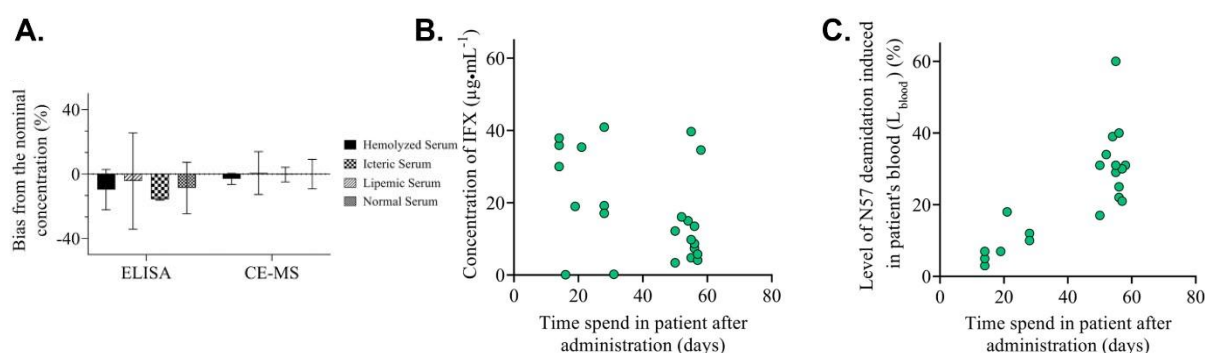 A.
Bias from the nominal
concentration (%)
40
0
-40
ELISA
CE-MS
Hemolyzed Serum
Icteric Serum
Lipemic Serum
Normal Serum
B.
Concentration of IFX (µg•mL⁻¹)
60
40
20
0
0 20 40 60 80
Time spend in patient after
administration (days)
C.
Level of N57 deamidation induced
in patient's blood (L_blood) (%)
60
40
20
0
0 20 40 60 80
Time spend in patient after
administration (days)